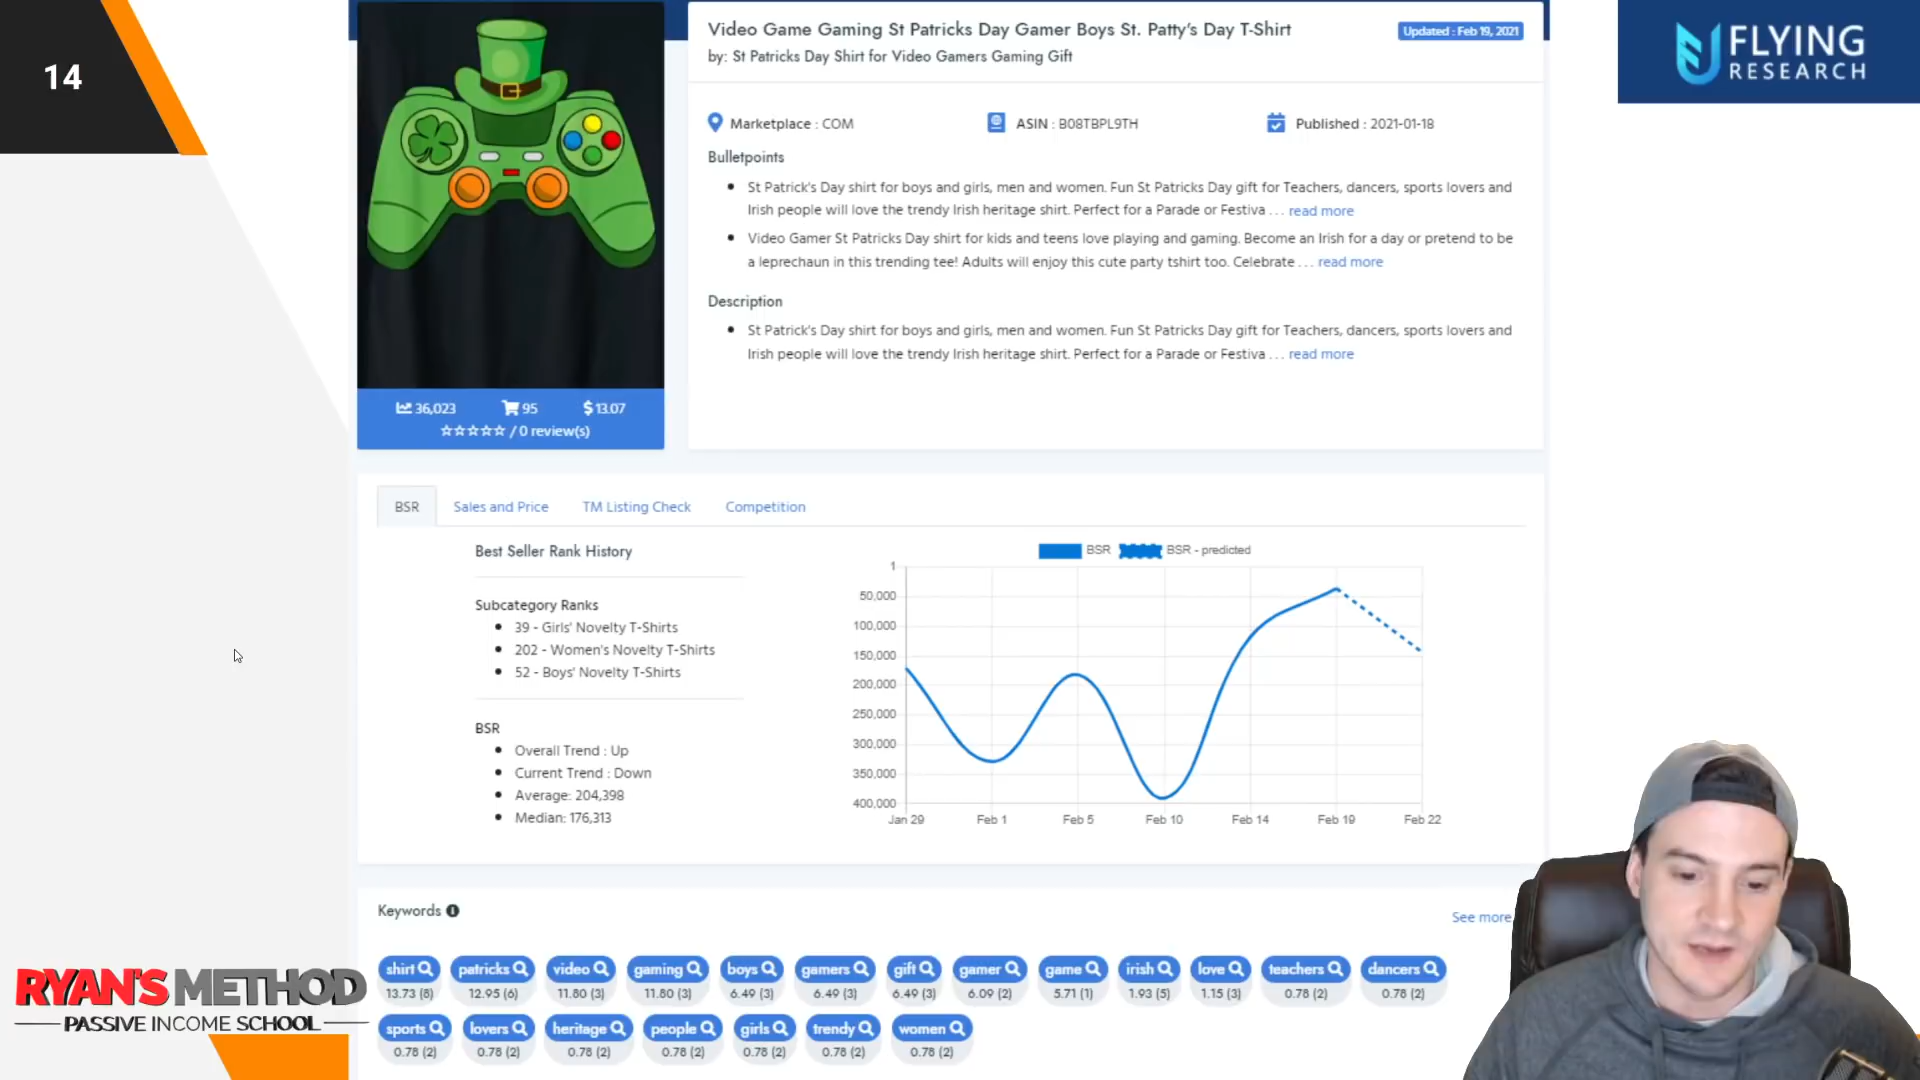 14
Video Game Gaming St Patricks Day Gamer Boys St. Patty's Day T-Shirt
Updated : Feb 19, 2021
by: St Patricks Day Shirt for Video Gamers Gaming Gift
FLYING
RESEARCH
Marketplace : COM
ASIN : B08TBPL9TH
Published : 2021-01-18
Bulletpoints
St Patrick's Day shirt for boys and girls, men and women. Fun St Patricks Day gift for Teachers, dancers, sports lovers and
Irish people will love the trendy Irish heritage shirt. Perfect for a Parade or Festiva ... read more
Video Gamer St Patricks Day shirt for kids and teens love playing and gaming. Become an Irish for a day or pretend to be
a leprechaun in this trending tee! Adults will enjoy this cute party tshirt too. Celebrate ... read more
Description
St Patrick's Day shirt for boys and girls, men and women. Fun St Patricks Day gift for Teachers, dancers, sports lovers and
Irish people will love the trendy Irish heritage shirt. Perfect for a Parade or Festiva ... read more
36,023 95 $13.07
/ 0 review(s)
BSR Sales and Price TM Listing Check Competition
Best Seller Rank History
Subcategory Ranks
39 - Girls' Novelty T-Shirts
202 - Women's Novelty T-Shirts
52 - Boys' Novelty T-Shirts
BSR
Overall Trend : Up
Current Trend : Down
Average: 204,398
Median: 176,313
BSR BSR - predicted
1
50,000
100,000
150,000
200,000
250,000
300,000
350,000
400,000
Jan 29 Feb 1 Feb 5 Feb 10 Feb 14 Feb 19 Feb 22
Keywords
See more
shirt patricks video gaming boys gamers gift gamer game irish love teachers dancers
13.73 (8) 12.95 (6) 11.80 (3) 11.80 (3) 6.49 (3) 6.49 (3) 6.49 (3) 6.09 (2) 5.71 (1) 1.93 (5) 1.15 (3) 0.78 (2) 0.78 (2)
sports lovers heritage people girls trendy women
0.78 (2) 0.78 (2) 0.78 (2) 0.78 (2) 0.78 (2) 0.78 (2) 0.78 (2)
RYAN'S METHOD
PASSIVE INCOME SCHOOL